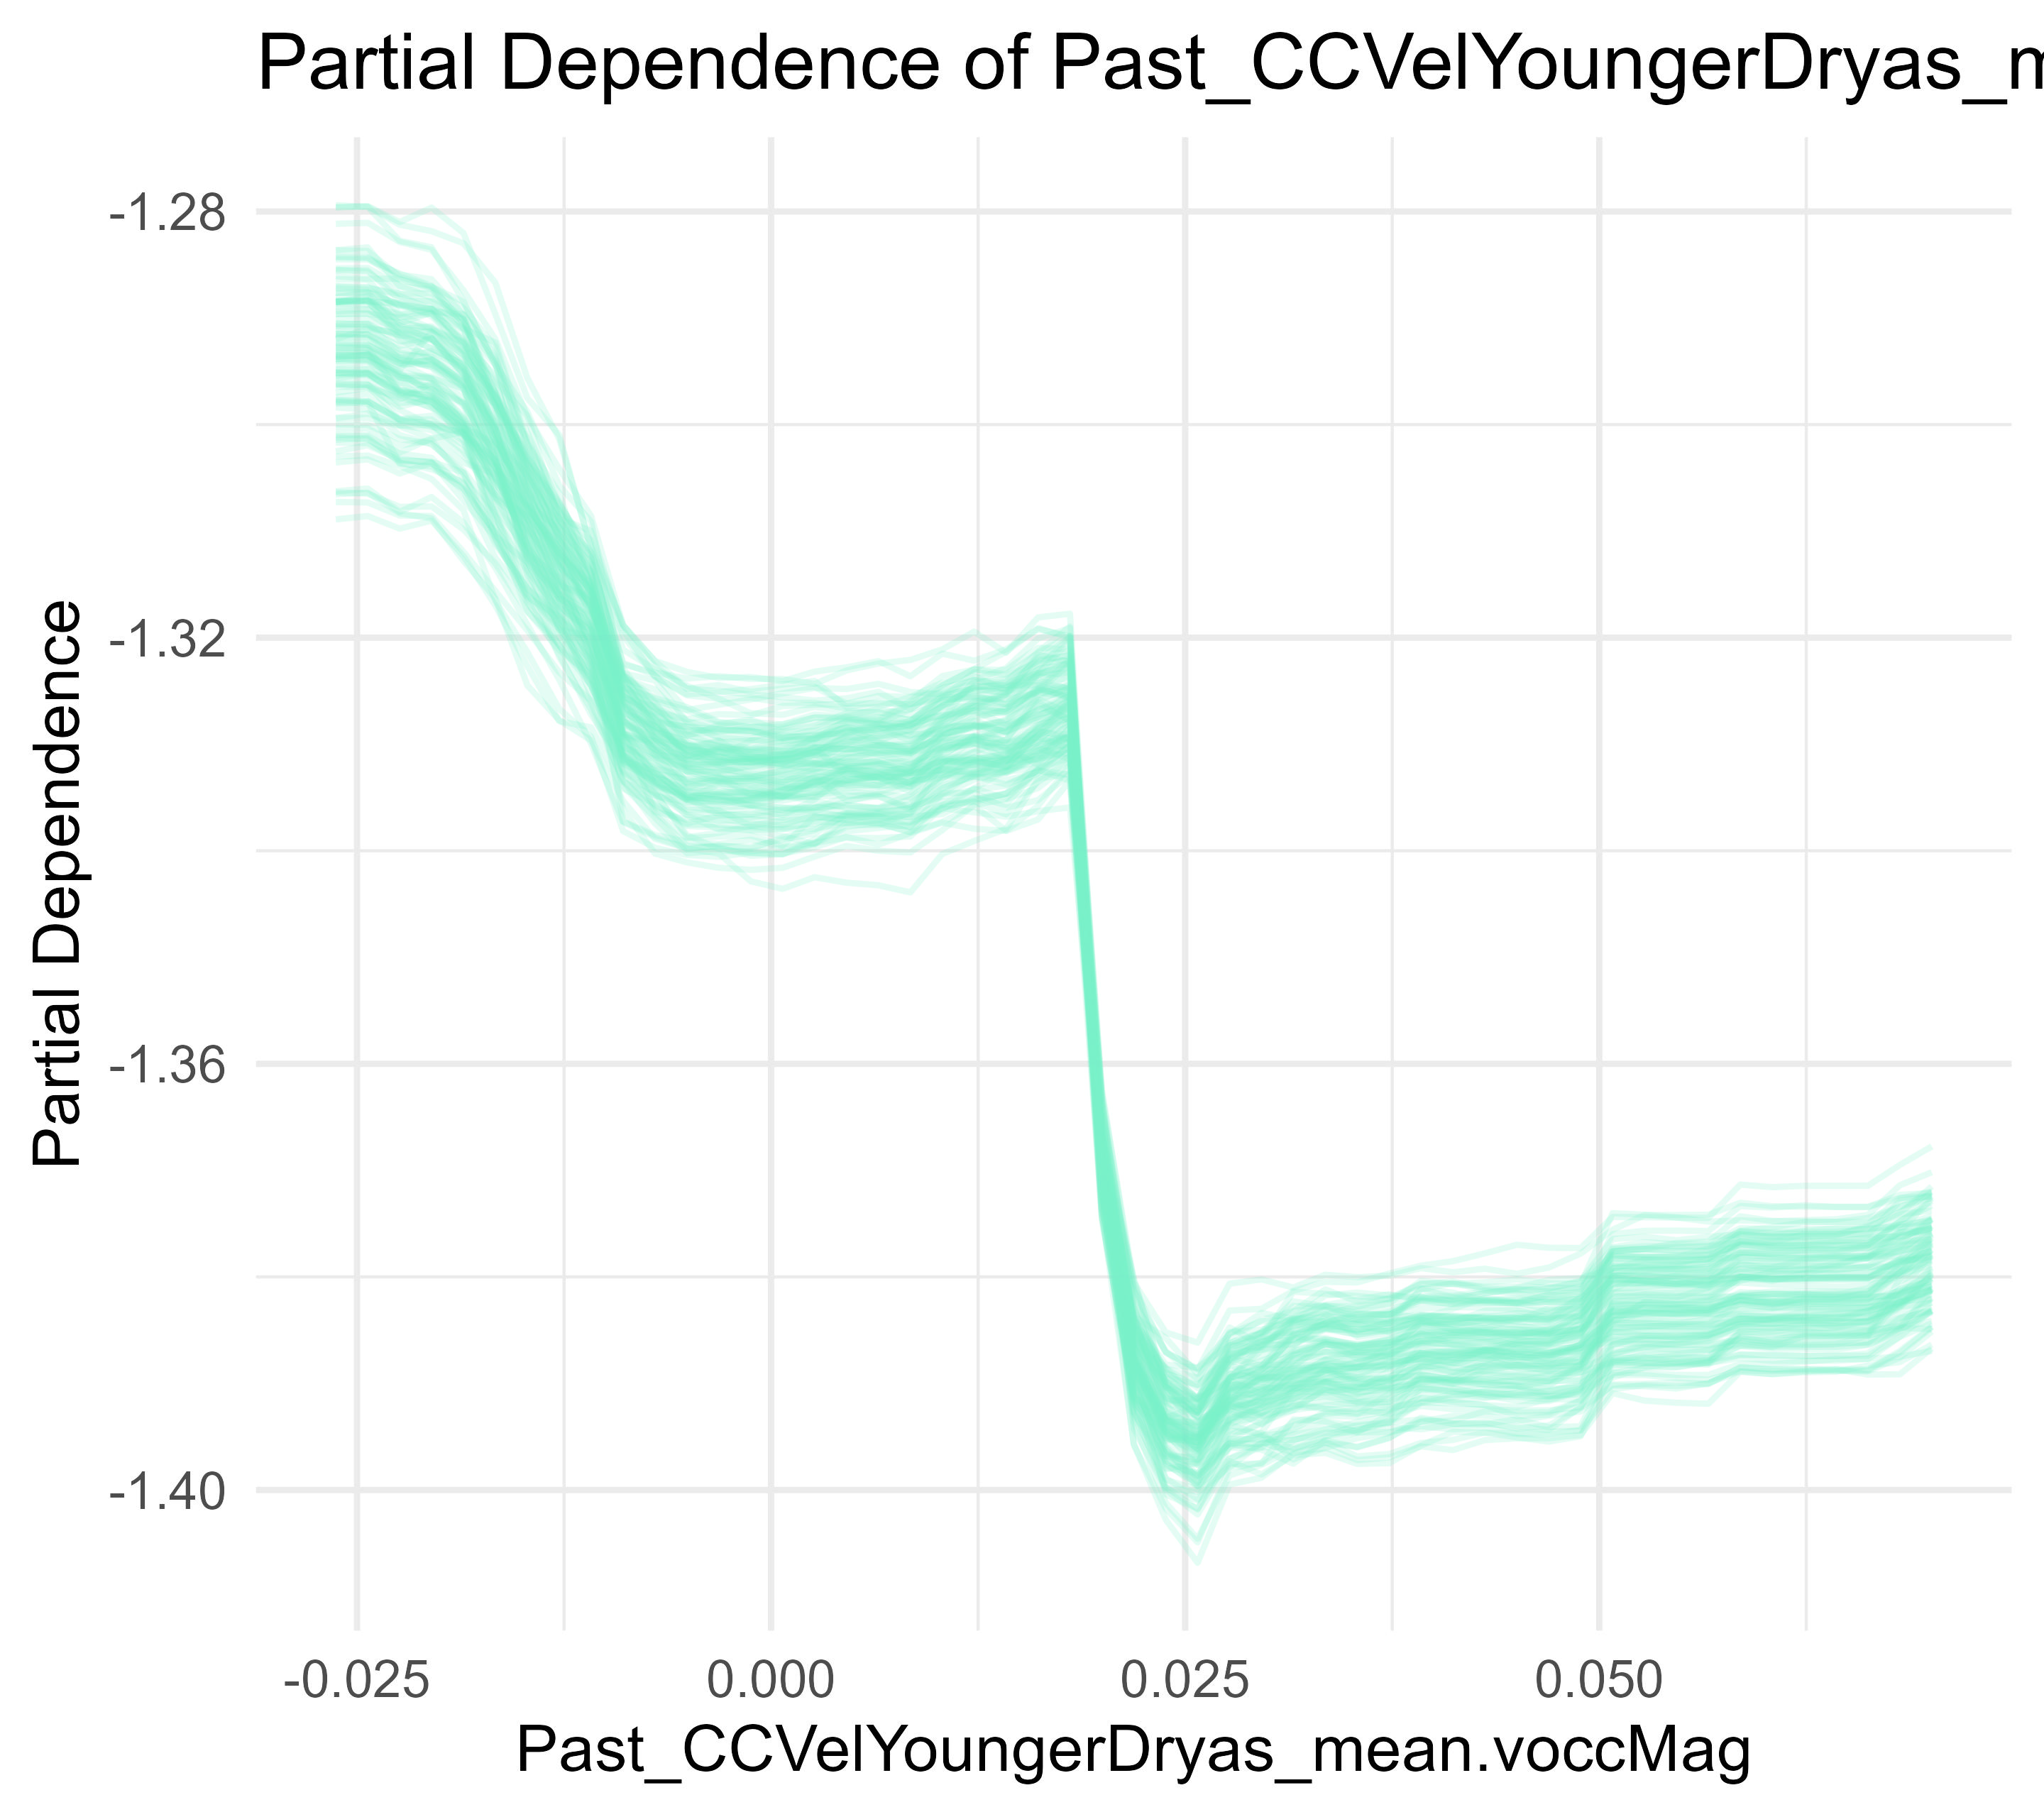 Partial Dependence of Past_CCVelYoungerDryas_
-1.28
-1.32
-1.36
-1.40
Partial Dependence
-0.025 0.000 0.025 0.050
Past_CCVelYoungerDryas_mean.voccMag